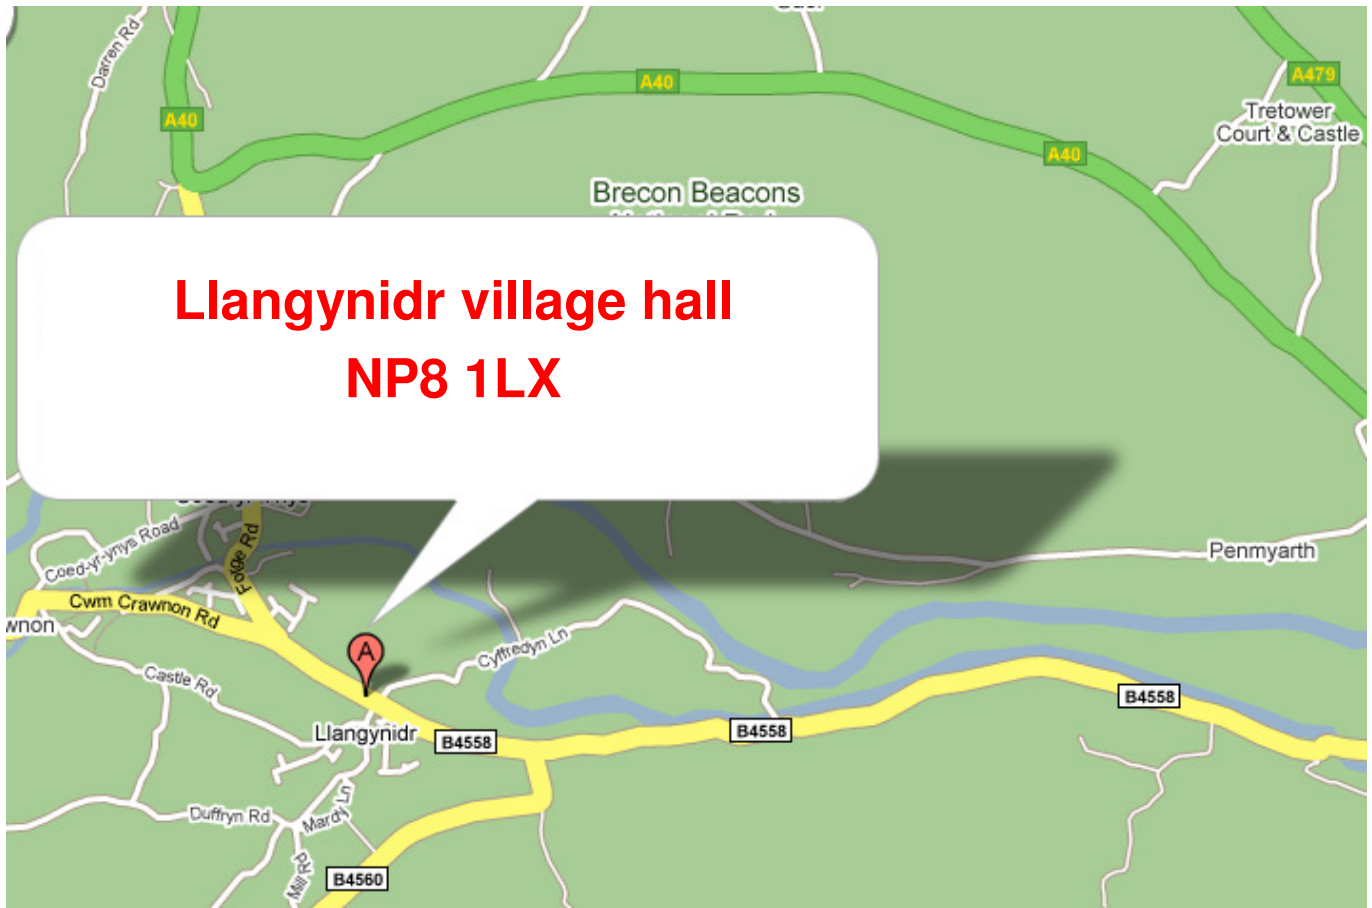 Darren Rd
A40
A40
A40
A479
Tretower
Court & Castle
Brecon Beacons
Llangynidr village hall
NP8 1LX
Coed-yr-ynys Road
Forge Rd
Cwm Crawnon Rd
Penmyarth
A
Cyffredyn Ln
Castle Rd
Llangynidr
B4558
B4558
B4558
Duffryn Rd
Mardy Ln
Mill Rd
B4560